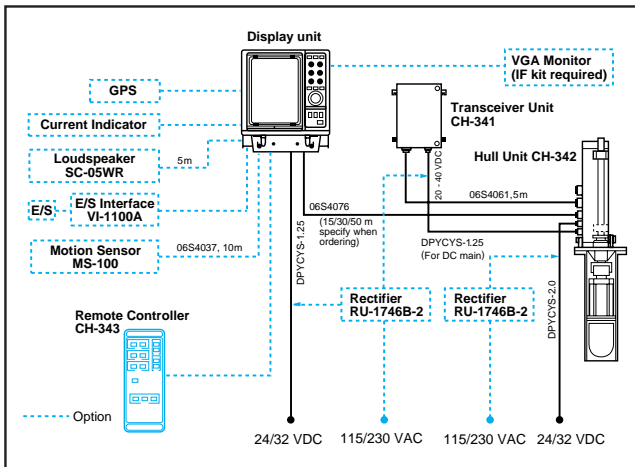 Display unit
VGA Monitor
(IF kit required)
GPS
Transceiver Unit
CH-341
Current Indicator
Hull Unit CH-342
Loudspeaker
SC-05WR
5m
20 - 40 VDC
06S4061,5m
E/S
E/S Interface
VI-1100A
06S4076
(15/30/50 m
specify when
ordering)
DPYCYS-1.25
DPYCYS-1.25
(For DC main)
Motion Sensor
MS-100
06S4037, 10m
Rectifier
RU-1746B-2
Rectifier
RU-1746B-2
DPYCYS-2.0
Remote Controller
CH-343
Option
24/32 VDC
115/230 VAC
115/230 VAC
24/32 VDC